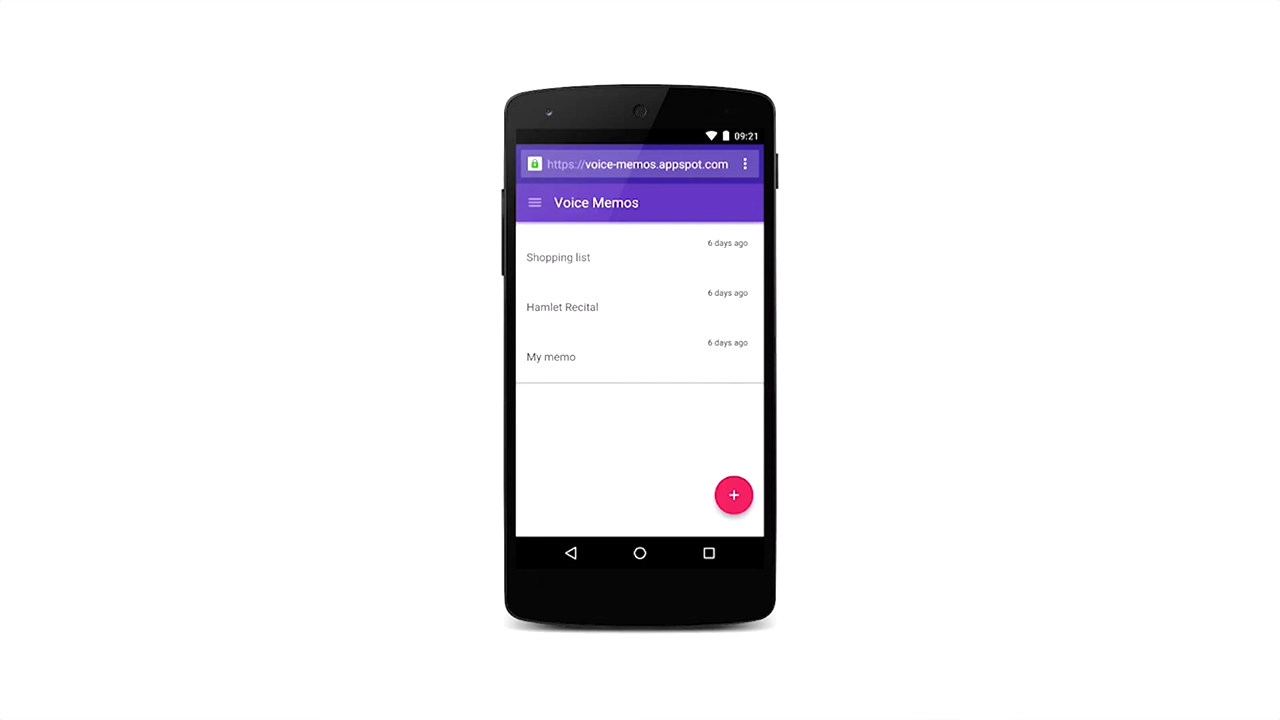 09:21
https://voice-memos.appspot.com
Voice Memos
6 days ago
Shopping list
6 days ago
Hamlet Recital
6 days ago
My memo